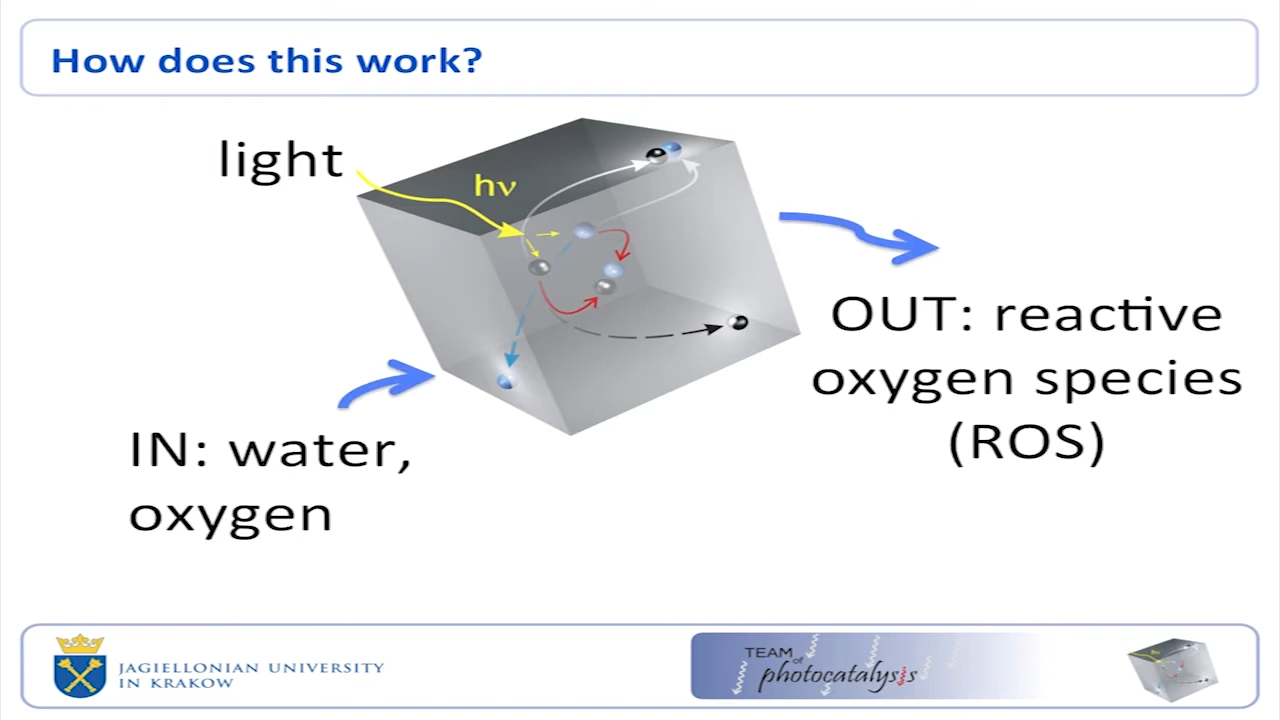 How does this work?
light
hν
OUT: reactive
oxygen species
(ROS)
IN: water,
oxygen
JAGIELLONIAN UNIVERSITY
IN KRAKOW
TEAM
of
photocatalysis